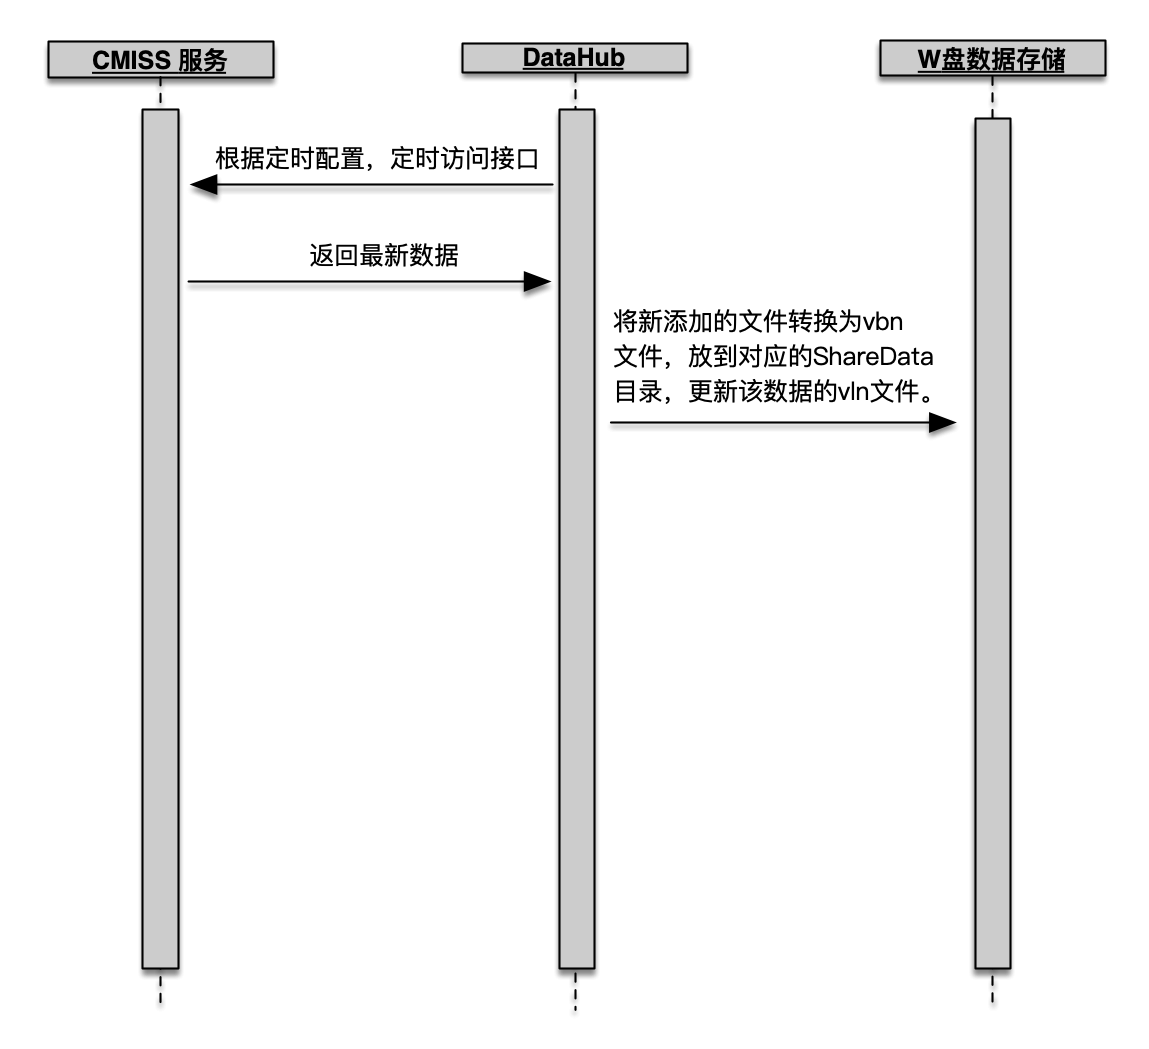 CMISS 服务
DataHub
W盘数据存储
根据定时配置，定时访问接口
返回最新数据
将新添加的文件转换为vbn
文件，放到对应的ShareData
目录，更新该数据的vln文件。